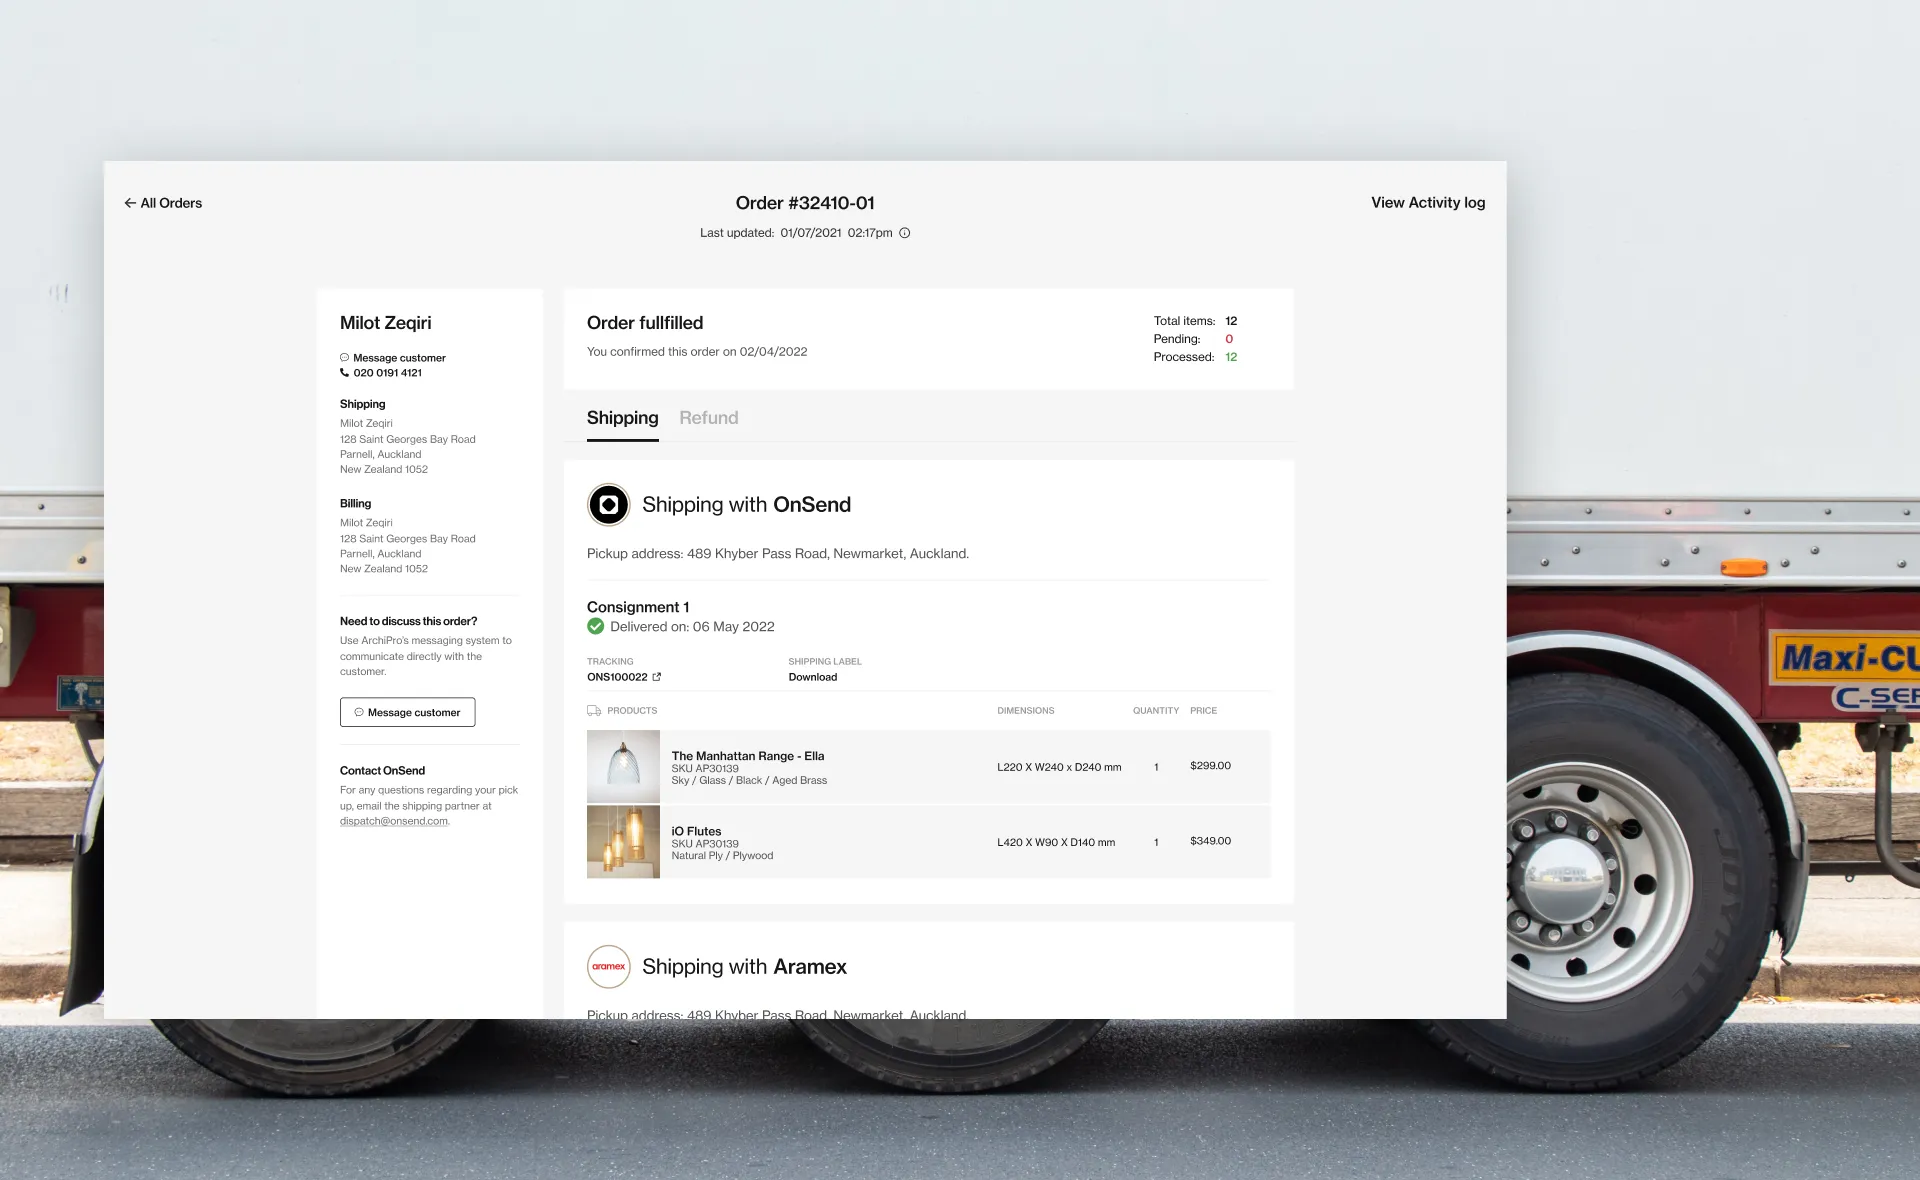 All Orders
Order #32410-01
View Activity log
Last updated: 01/07/2021 02:17pm
Milot Zeqiri
Message customer
020 0191 4121
Shipping
Milot Zeqiri
128 Saint Georges Bay Road
Parnell, Auckland
New Zealand 1052
Billing
Milot Zeqiri
128 Saint Georges Bay Road
Parnell, Auckland
New Zealand 1052
Need to discuss this order?
Use ArchiPro's messaging system to
communicate directly with the
customer.
Message customer
Contact OnSend
For any questions regarding your pick
up, email the shipping partner at
dispatch@onsend.com.
Order fullfilled
You confirmed this order on 02/04/2022
Total items: 12
Pending: 0
Processed: 12
Shipping Refund
Shipping with OnSend
Pickup address: 489 Khyber Pass Road, Newmarket, Auckland.
Consignment 1
Delivered on: 06 May 2022
TRACKING SHIPPING LABEL
ONS100022 Download
PRODUCTS DIMENSIONS QUANTITY PRICE
The Manhattan Range - Ella
SKU AP30139
Sky / Glass / Black / Aged Brass
L220 X W240 x D240 mm 1 $299.00
iO Flutes
SKU AP30139
Natural Ply / Plywood
L420 X W90 X D140 mm 1 $349.00
aramex
Shipping with Aramex
Pickup address: 489 Khyber Pass Road, Newmarket, Auckland.
Maxi-CU
C-SER